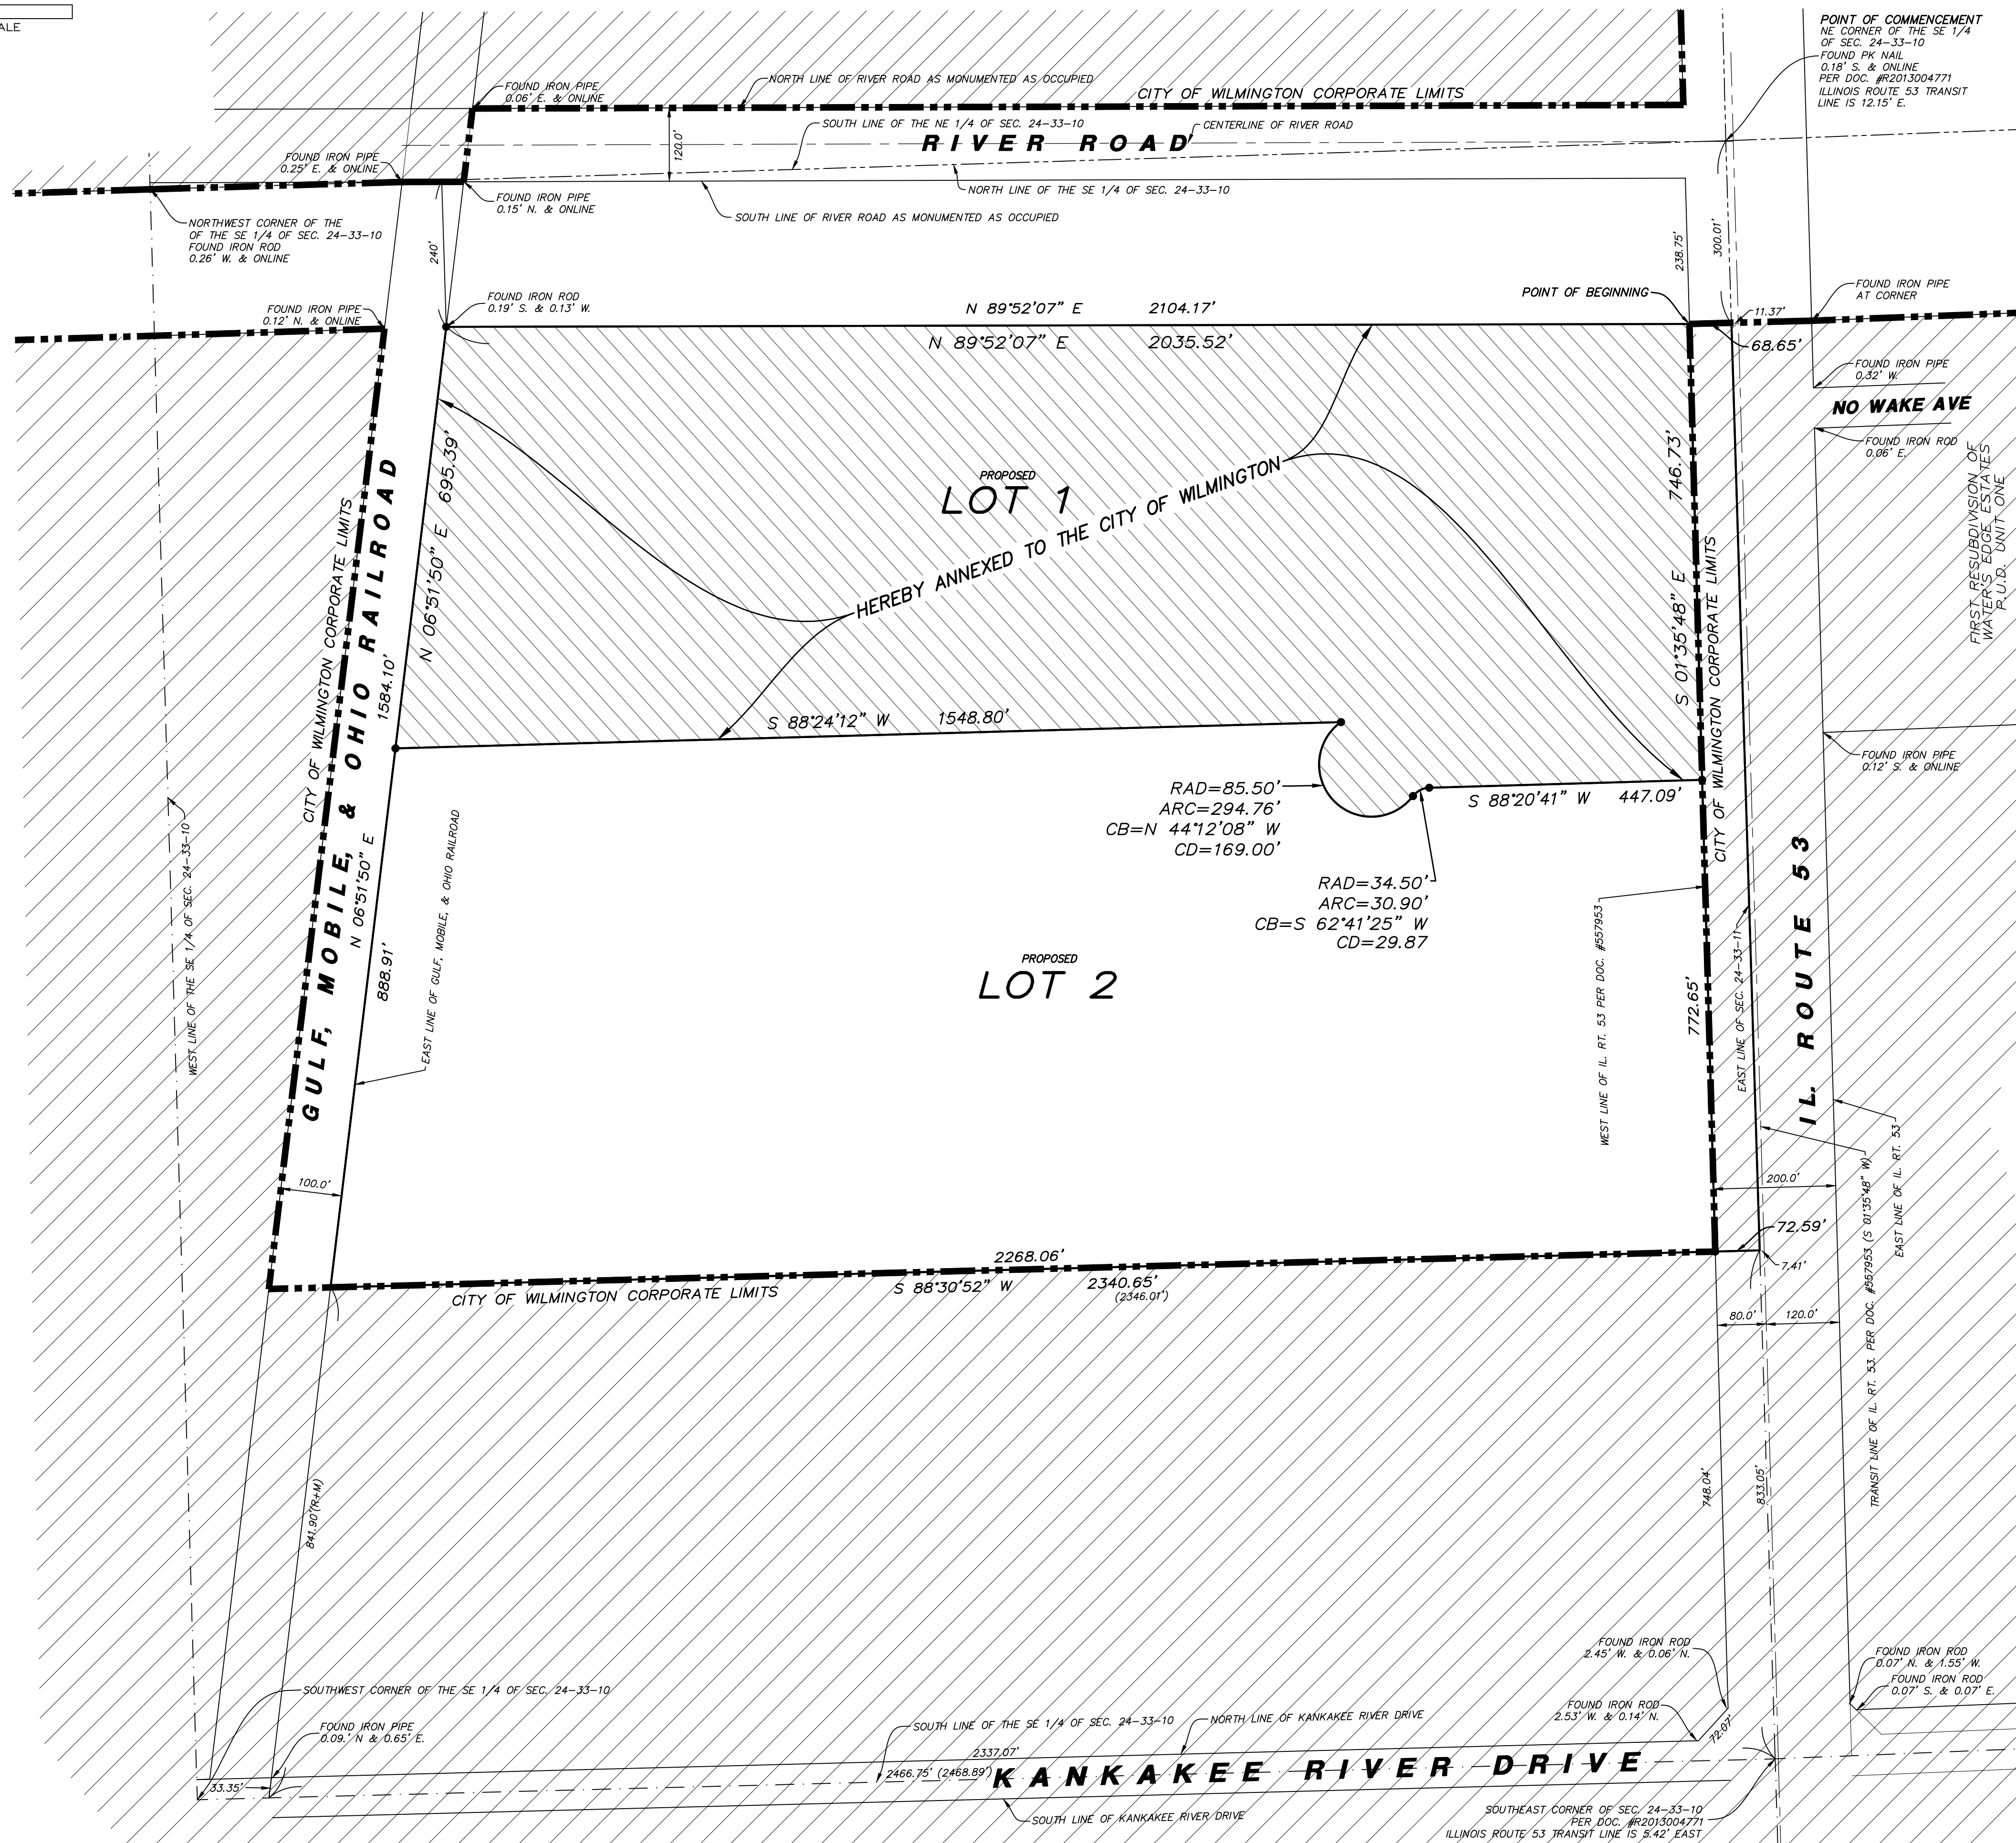 ALE
POINT OF COMMENCEMENT
NE CORNER OF THE SE 1/4
OF SEC. 24-33-10
FOUND PK NAIL
0.18' S. & ONLINE
PER DOC. #R2013004771
ILLINOIS ROUTE 53 TRANSIT
LINE IS 12.15' E.
FOUND IRON PIPE
0.06' E. & ONLINE
NORTH LINE OF RIVER ROAD AS MONUMENTED AS OCCUPIED
CITY OF WILMINGTON CORPORATE LIMITS
SOUTH LINE OF THE NE 1/4 OF SEC. 24-33-10
CENTERLINE OF RIVER ROAD
RIVER ROAD
120.0'
FOUND IRON PIPE
0.25' E. & ONLINE
FOUND IRON PIPE
0.15' N. & ONLINE
NORTH LINE OF THE SE 1/4 OF SEC. 24-33-10
SOUTH LINE OF RIVER ROAD AS MONUMENTED AS OCCUPIED
NORTHWEST CORNER OF THE
OF THE SE 1/4 OF SEC. 24-33-10
FOUND IRON ROD
0.26' W. & ONLINE
240'
238.75'
300.01'
FOUND IRON PIPE
0.12' N. & ONLINE
FOUND IRON ROD
0.19' S. & 0.13' W.
N 89°52'07" E 2104.17'
N 89°52'07" E 2035.52'
POINT OF BEGINNING
11.37'
68.65'
FOUND IRON PIPE
AT CORNER
FOUND IRON PIPE
0.32' W.
NO WAKE AVE
FOUND IRON ROD
0.06' E.
FIRST RESUBDIVISION OF
WATER'S EDGE ESTATES
P.U.D. UNIT ONE
PROPOSED
LOT 1
HEREBY ANNEXED TO THE CITY OF WILMINGTON
N 06°51'50" E 695.39'
S 01°35'48" E 746.73'
CITY OF WILMINGTON CORPORATE LIMITS
CITY OF WILMINGTON CORPORATE LIMITS
GULF, MOBILE, & OHIO RAILROAD
1584.10'
N 06°51'50" E
888.91'
EAST LINE OF GULF, MOBILE, & OHIO RAILROAD
WEST LINE OF THE SE 1/4 OF SEC. 24-33-10
S 88°24'12" W 1548.80'
FOUND IRON PIPE
0.12' S. & ONLINE
RAD=85.50'
ARC=294.76'
CB=N 44°12'08" W
CD=169.00'
S 88°20'41" W 447.09'
RAD=34.50'
ARC=30.90'
CB=S 62°41'25" W
CD=29.87
PROPOSED
LOT 2
WEST LINE OF IL. RT. 53 PER DOC. #557953
772.65'
EAST LINE OF SEC. 24-33-11
IL. ROUTE 53
EAST LINE OF IL. RT. 53
TRANSIT LINE OF IL. RT. 53. PER DOC. #557953 (S 01°35'48" W)
100.0'
200.0'
72.59'
7.41'
80.0'
120.0'
2268.06'
S 88°30'52" W 2340.65'
(2346.01')
CITY OF WILMINGTON CORPORATE LIMITS
841.90'(R+M)
748.04'
833.05'
FOUND IRON ROD
2.45' W. & 0.06' N.
FOUND IRON ROD
0.07' N. & 1.55' W.
FOUND IRON ROD
0.07' S. & 0.07' E.
FOUND IRON ROD
2.53' W. & 0.14' N.
72.07'
SOUTHWEST CORNER OF THE SE 1/4 OF SEC. 24-33-10
FOUND IRON PIPE
0.09.' N & 0.65' E.
SOUTH LINE OF THE SE 1/4 OF SEC. 24-33-10
NORTH LINE OF KANKAKEE RIVER DRIVE
2337.07'
2466.75' (2468.89')
KANKAKEE RIVER DRIVE
33.35'
SOUTH LINE OF KANKAKEE RIVER DRIVE
SOUTHEAST CORNER OF SEC. 24-33-10
PER DOC. #R2013004771
ILLINOIS ROUTE 53 TRANSIT LINE IS 5.42' EAST